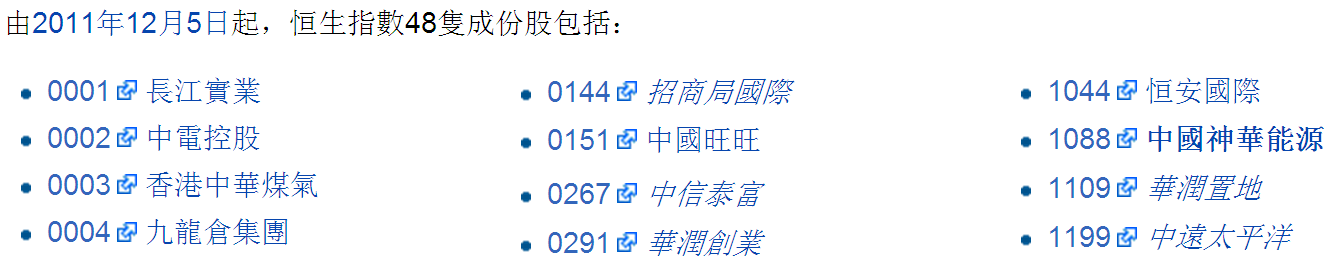 由2011年12月5日起，恒生指數48隻成份股包括：
0001 長江實業
0002 中電控股
0003 香港中華煤氣
0004 九龍倉集團
0144 招商局國際
0151 中國旺旺
0267 中信泰富
0291 華潤創業
1044 恒安國際
1088 中國神華能源
1109 華潤置地
1199 中遠太平洋